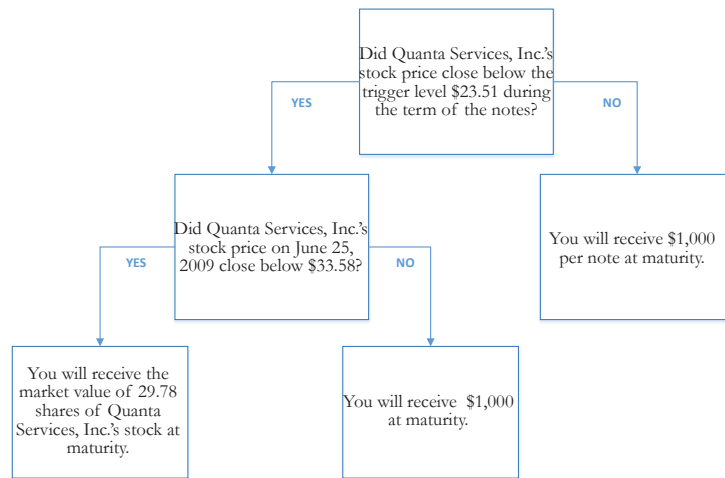 Did Quanta Services, Inc.'s
stock price close below the
trigger level $23.51 during
the term of the notes?
YES
NO
Did Quanta Services, Inc.'s
stock price on June 25,
2009 close below $33.58?
You will receive $1,000
per note at maturity.
YES
NO
You will receive the
market value of 29.78
shares of Quanta
Services, Inc.'s stock at
maturity.
You will receive $1,000
at maturity.